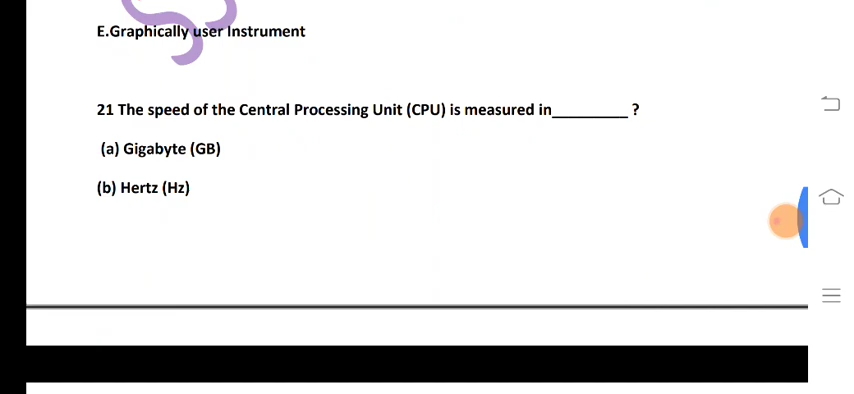 E.Graphically user Instrument
21 The speed of the Central Processing Unit (CPU) is measured in_________ ?
(a) Gigabyte (GB)
(b) Hertz (Hz)